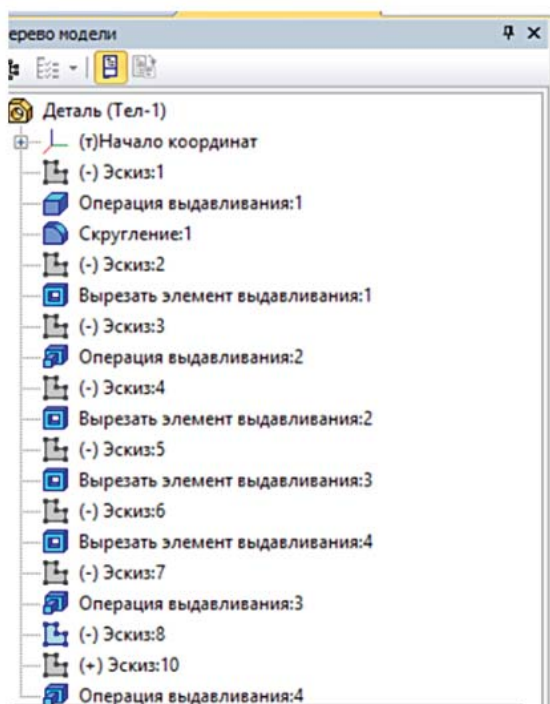 ерево модели
Деталь (Тел-1)
(т)Начало координат
(-) Эскиз:1
Операция выдавливания:1
Скругление:1
(-) Эскиз:2
Вырезать элемент выдавливания:1
(-) Эскиз:3
Операция выдавливания:2
(-) Эскиз:4
Вырезать элемент выдавливания:2
(-) Эскиз:5
Вырезать элемент выдавливания:3
(-) Эскиз:6
Вырезать элемент выдавливания:4
(-) Эскиз:7
Операция выдавливания:3
(-) Эскиз:8
(+) Эскиз:10
Операция выдавливания:4